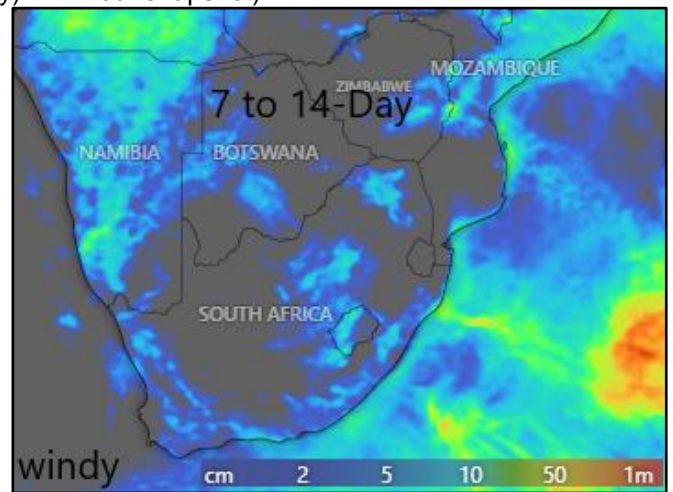 ZIMBABWE
MOZAMBIQUE
7 to 14-Day
NAMIBIA
BOTSWANA
SOUTH AFRICA
windy
cm 2 5 10 50 1m